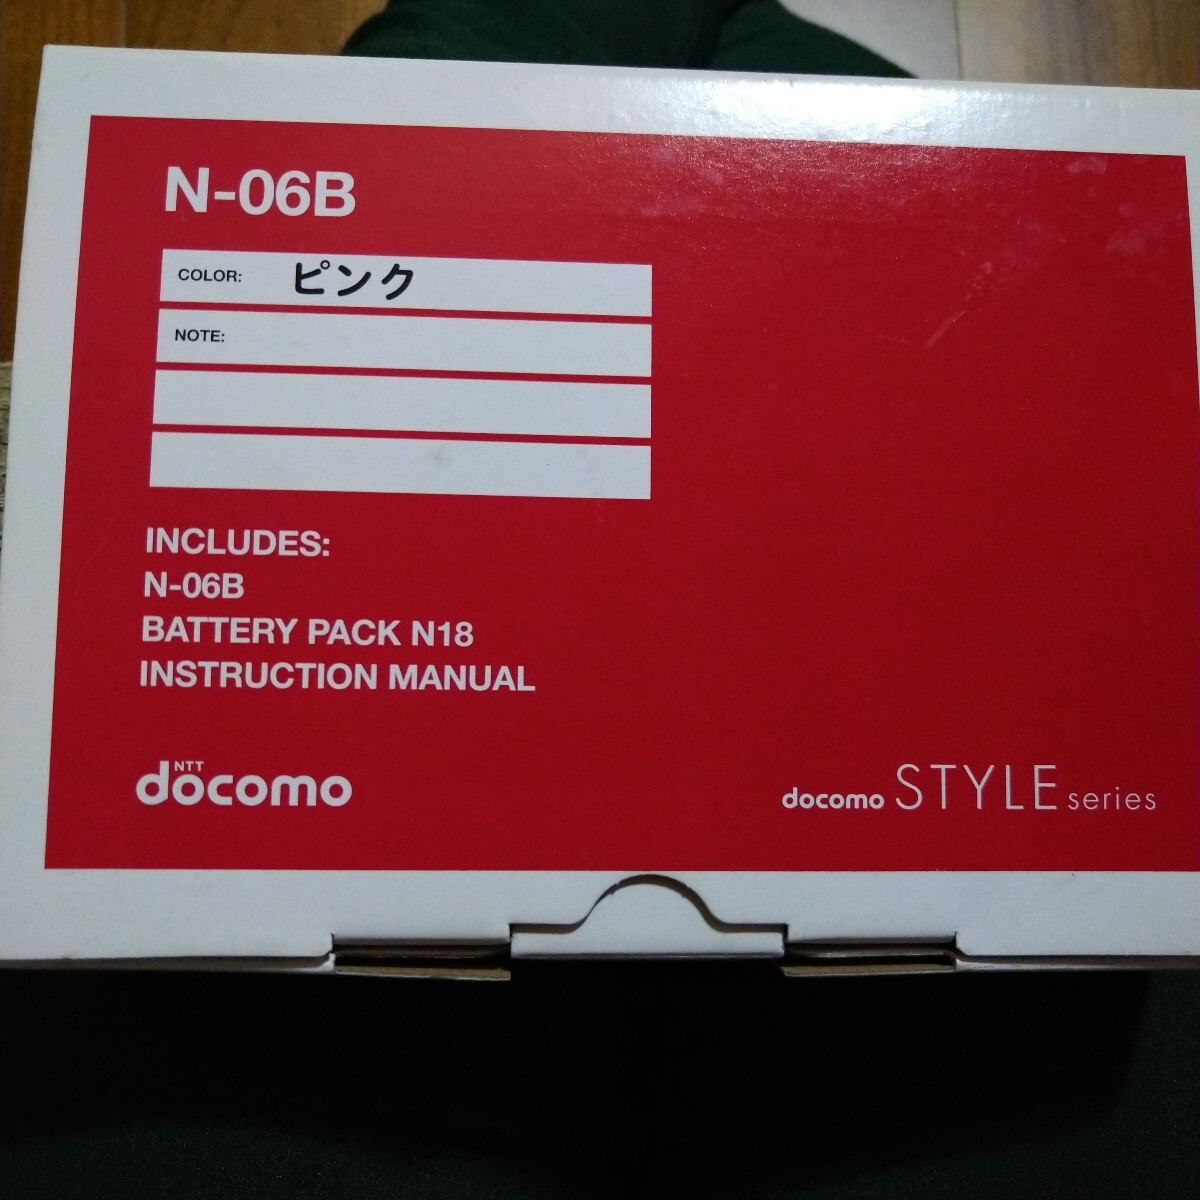 N-06B
COLOR: ピンク
NOTE:
INCLUDES:
N-06B
BATTERY PACK N18
INSTRUCTION MANUAL
NTT
docomo
docomo STYLE series